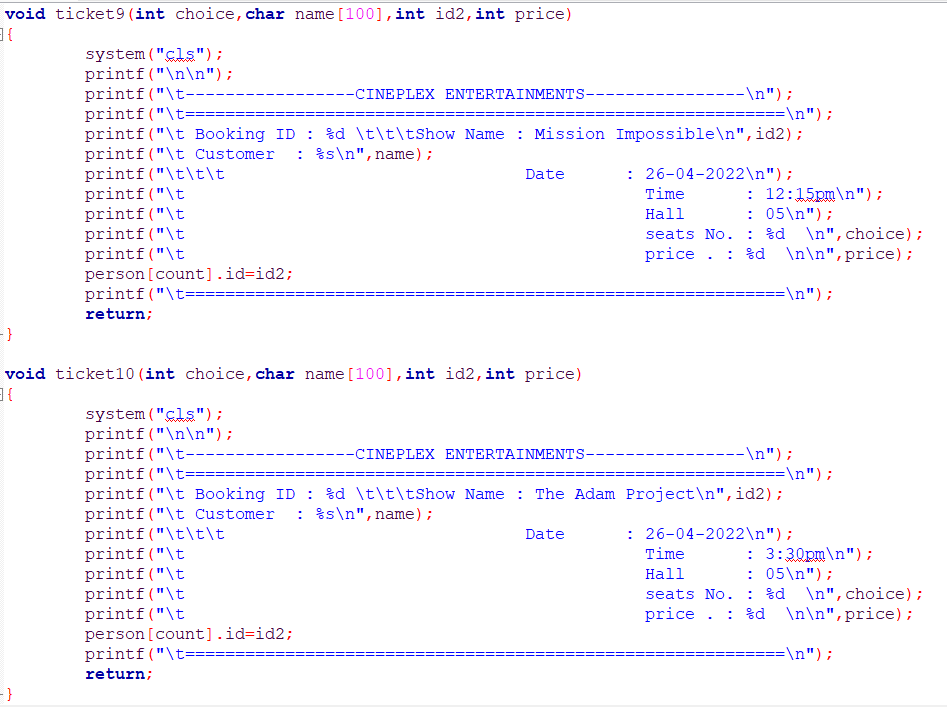 void ticket9(int choice,char name[100],int id2,int price)
{
        system("cls");
        printf("\n\n");
        printf("\t-----------------CINEPLEX ENTERTAINMENTS----------------\n");
        printf("\t============================================================\n");
        printf("\t Booking ID : %d \t\t\tShow Name : Mission Impossible\n",id2);
        printf("\t Customer  : %s\n",name);
        printf("\t\t\t                              Date      : 26-04-2022\n");
        printf("\t                                              Time      : 12:15pm\n");
        printf("\t                                              Hall      : 05\n");
        printf("\t                                              seats No. : %d  \n",choice);
        printf("\t                                              price . : %d  \n\n",price);
        person[count].id=id2;
        printf("\t============================================================\n");
        return;
}

void ticket10(int choice,char name[100],int id2,int price)
{
        system("cls");
        printf("\n\n");
        printf("\t-----------------CINEPLEX ENTERTAINMENTS----------------\n");
        printf("\t============================================================\n");
        printf("\t Booking ID : %d \t\t\tShow Name : The Adam Project\n",id2);
        printf("\t Customer  : %s\n",name);
        printf("\t\t\t                              Date      : 26-04-2022\n");
        printf("\t                                              Time      : 3:30pm\n");
        printf("\t                                              Hall      : 05\n");
        printf("\t                                              seats No. : %d  \n",choice);
        printf("\t                                              price . : %d  \n\n",price);
        person[count].id=id2;
        printf("\t============================================================\n");
        return;
}